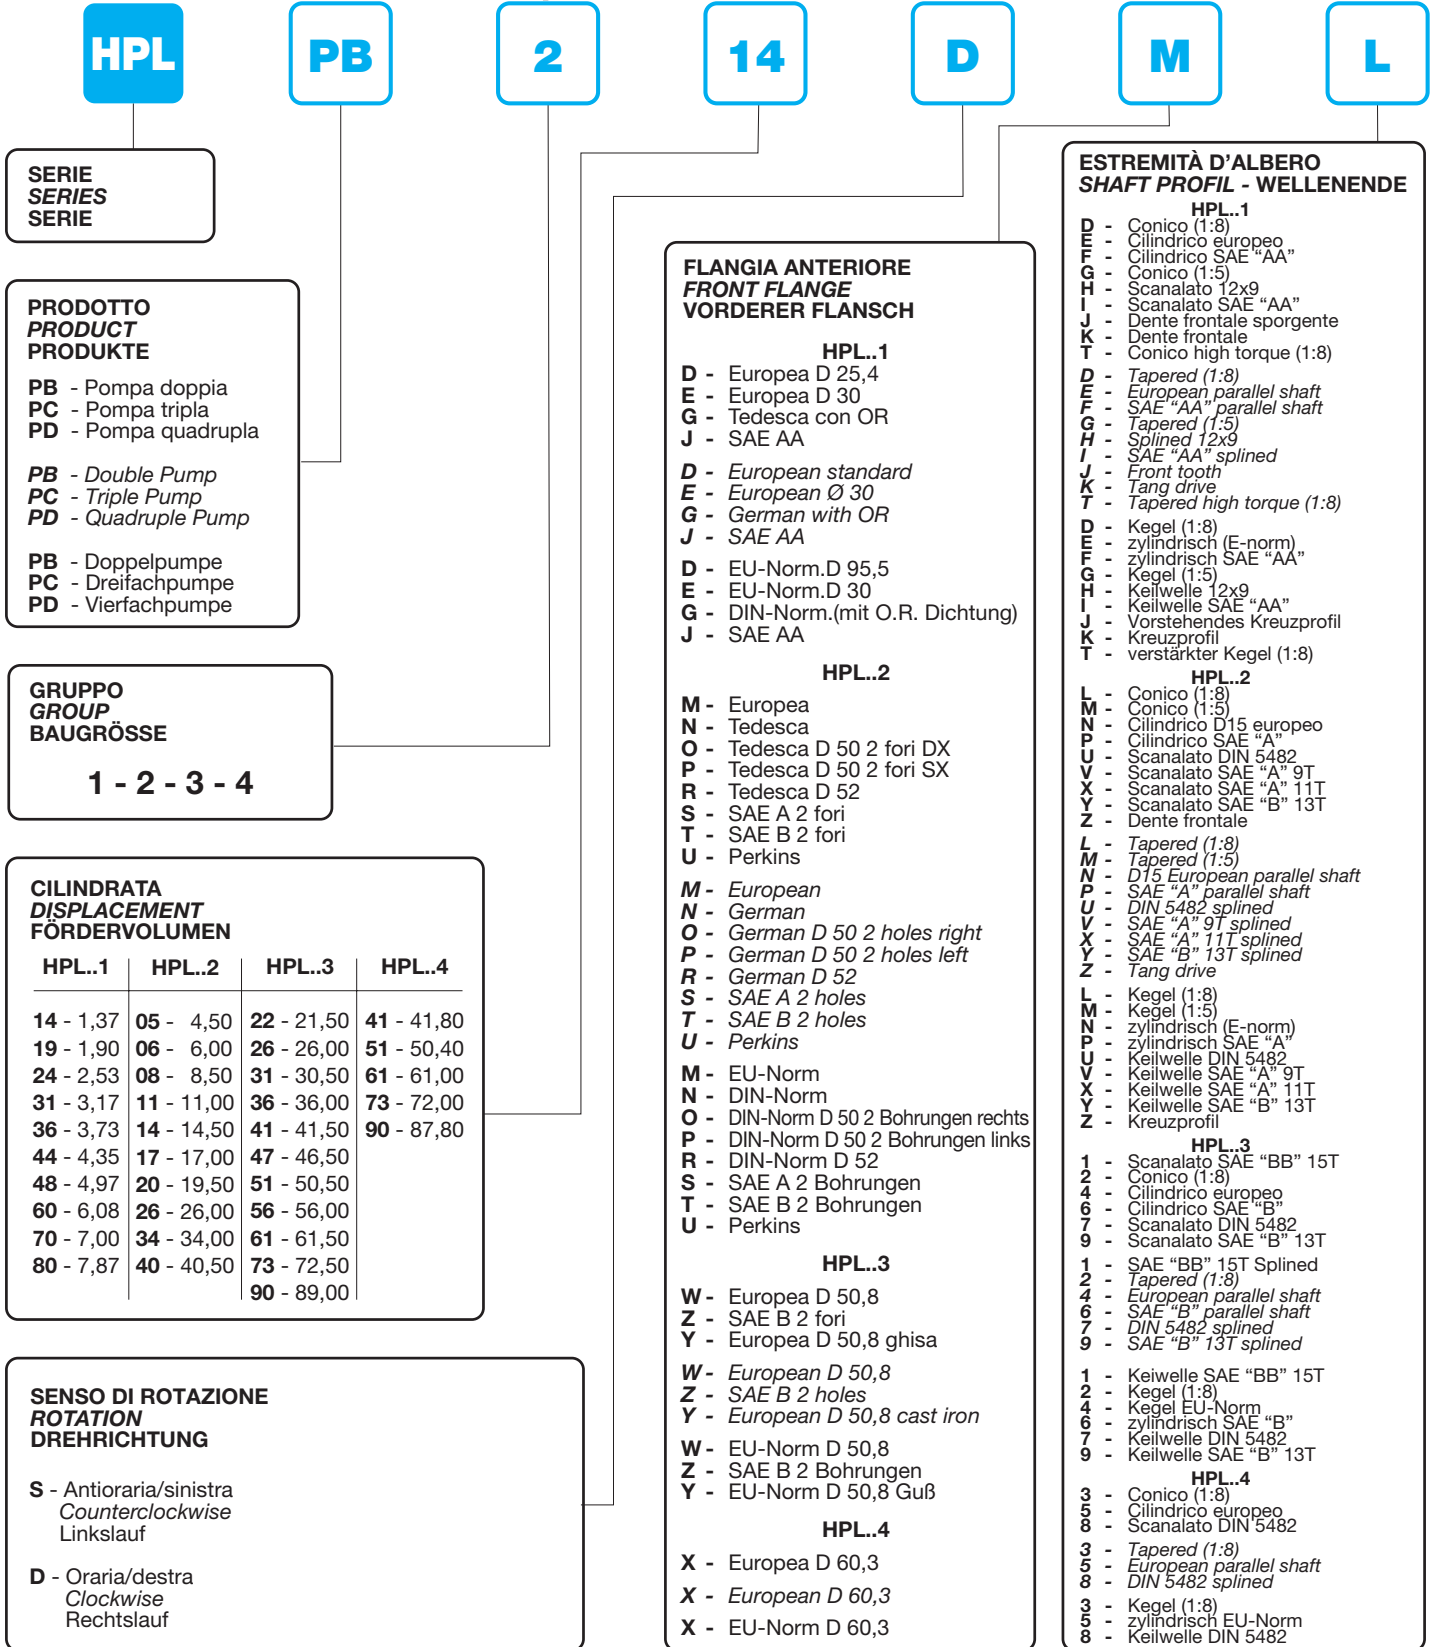 HPL PB 2 14 D M L
SERIE
SERIES
SERIE
PRODOTTO
PRODUCT
PRODUKTE
PB - Pompa doppia
PC - Pompa tripla
PD - Pompa quadrupla
PB - Double Pump
PC - Triple Pump
PD - Quadruple Pump
PB - Doppelpumpe
PC - Dreifachpumpe
PD - Vierfachpumpe
GRUPPO
GROUP
BAUGRÖSSE
1 - 2 - 3 - 4
CILINDRATA
DISPLACEMENT
FÖRDERVOLUMEN
HPL..1 HPL..2 HPL..3 HPL..4
14 - 1,37 05 - 4,50 22 - 21,50 41 - 41,80
19 - 1,90 06 - 6,00 26 - 26,00 51 - 50,40
24 - 2,53 08 - 8,50 31 - 30,50 61 - 61,00
31 - 3,17 11 - 11,00 36 - 36,00 73 - 72,00
36 - 3,73 14 - 14,50 41 - 41,50 90 - 87,80
44 - 4,35 17 - 17,00 47 - 46,50
48 - 4,97 20 - 19,50 51 - 50,50
60 - 6,08 26 - 26,00 56 - 56,00
70 - 7,00 34 - 34,00 61 - 61,50
80 - 7,87 40 - 40,50 73 - 72,50
90 - 89,00
SENSO DI ROTAZIONE
ROTATION
DREHRICHTUNG
S - Antioraria/sinistra
Counterclockwise
Linkslauf
D - Oraria/destra
Clockwise
Rechtslauf
FLANGIA ANTERIORE
FRONT FLANGE
VORDERER FLANSCH
HPL..1
D - Europea D 25,4
E - Europea D 30
G - Tedesca con OR
J - SAE AA
D - European standard
E - European Ø 30
G - German with OR
J - SAE AA
D - EU-Norm.D 95,5
E - EU-Norm.D 30
G - DIN-Norm.(mit O.R. Dichtung)
J - SAE AA
HPL..2
M - Europea
N - Tedesca
O - Tedesca D 50 2 fori DX
P - Tedesca D 50 2 fori SX
R - Tedesca D 52
S - SAE A 2 fori
T - SAE B 2 fori
U - Perkins
M - European
N - German
O - German D 50 2 holes right
P - German D 50 2 holes left
R - German D 52
S - SAE A 2 holes
T - SAE B 2 holes
U - Perkins
M - EU-Norm
N - DIN-Norm
O - DIN-Norm D 50 2 Bohrungen rechts
P - DIN-Norm D 50 2 Bohrungen links
R - DIN-Norm D 52
S - SAE A 2 Bohrungen
T - SAE B 2 Bohrungen
U - Perkins
HPL..3
W - Europea D 50,8
Z - SAE B 2 fori
Y - Europea D 50,8 ghisa
W - European D 50,8
Z - SAE B 2 holes
Y - European D 50,8 cast iron
W - EU-Norm D 50,8
Z - SAE B 2 Bohrungen
Y - EU-Norm D 50,8 Guß
HPL..4
X - Europea D 60,3
X - European D 60,3
X - EU-Norm D 60,3
ESTREMITÀ D'ALBERO
SHAFT PROFIL - WELLENENDE
HPL..1
D - Conico (1:8)
E - Cilindrico europeo
F - Cilindrico SAE “AA”
G - Conico (1:5)
H - Scanalato 12x9
I - Scanalato SAE “AA”
J - Dente frontale sporgente
K - Dente frontale
T - Conico high torque (1:8)
D - Tapered (1:8)
E - European parallel shaft
F - SAE “AA” parallel shaft
G - Tapered (1:5)
H - Splined 12x9
I - SAE “AA” splined
J - Front tooth
K - Tang drive
T - Tapered high torque (1:8)
D - Kegel (1:8)
E - zylindrisch (E-norm)
F - zylindrisch SAE “AA”
G - Kegel (1:5)
H - Keilwelle 12x9
I - Keilwelle SAE “AA”
J - Vorstehendes Kreuzprofil
K - Kreuzprofil
T - verstärkter Kegel (1:8)
HPL..2
L - Conico (1:8)
M - Conico (1:5)
N - Cilindrico D15 europeo
P - Cilindrico SAE “A”
U - Scanalato DIN 5482
V - Scanalato SAE “A” 9T
X - Scanalato SAE “A” 11T
Y - Scanalato SAE “B” 13T
Z - Dente frontale
L - Tapered (1:8)
M - Tapered (1:5)
N - D15 European parallel shaft
P - SAE “A” parallel shaft
U - DIN 5482 splined
V - SAE “A” 9T splined
X - SAE “A” 11T splined
Y - SAE “B” 13T splined
Z - Tang drive
L - Kegel (1:8)
M - Kegel (1:5)
N - zylindrisch (E-norm)
P - zylindrisch SAE “A”
U - Keilwelle DIN 5482
V - Keilwelle SAE “A” 9T
X - Keilwelle SAE “A” 11T
Y - Keilwelle SAE “B” 13T
Z - Kreuzprofil
HPL..3
1 - Scanalato SAE “BB” 15T
2 - Conico (1:8)
4 - Cilindrico europeo
6 - Cilindrico SAE “B”
7 - Scanalato DIN 5482
9 - Scanalato SAE “B” 13T
1 - SAE “BB” 15T Splined
2 - Tapered (1:8)
4 - European parallel shaft
6 - SAE “B” parallel shaft
7 - DIN 5482 splined
9 - SAE “B” 13T splined
1 - Keiwelle SAE “BB” 15T
2 - Kegel (1:8)
4 - Kegel EU-Norm
6 - zylindrisch SAE “B”
7 - Keilwelle DIN 5482
9 - Keilwelle SAE “B” 13T
HPL..4
3 - Conico (1:8)
5 - Cilindrico europeo
8 - Scanalato DIN 5482
3 - Tapered (1:8)
5 - European parallel shaft
8 - DIN 5482 splined
3 - Kegel (1:8)
5 - zylindrisch EU-Norm
8 - Keilwelle DIN 5482